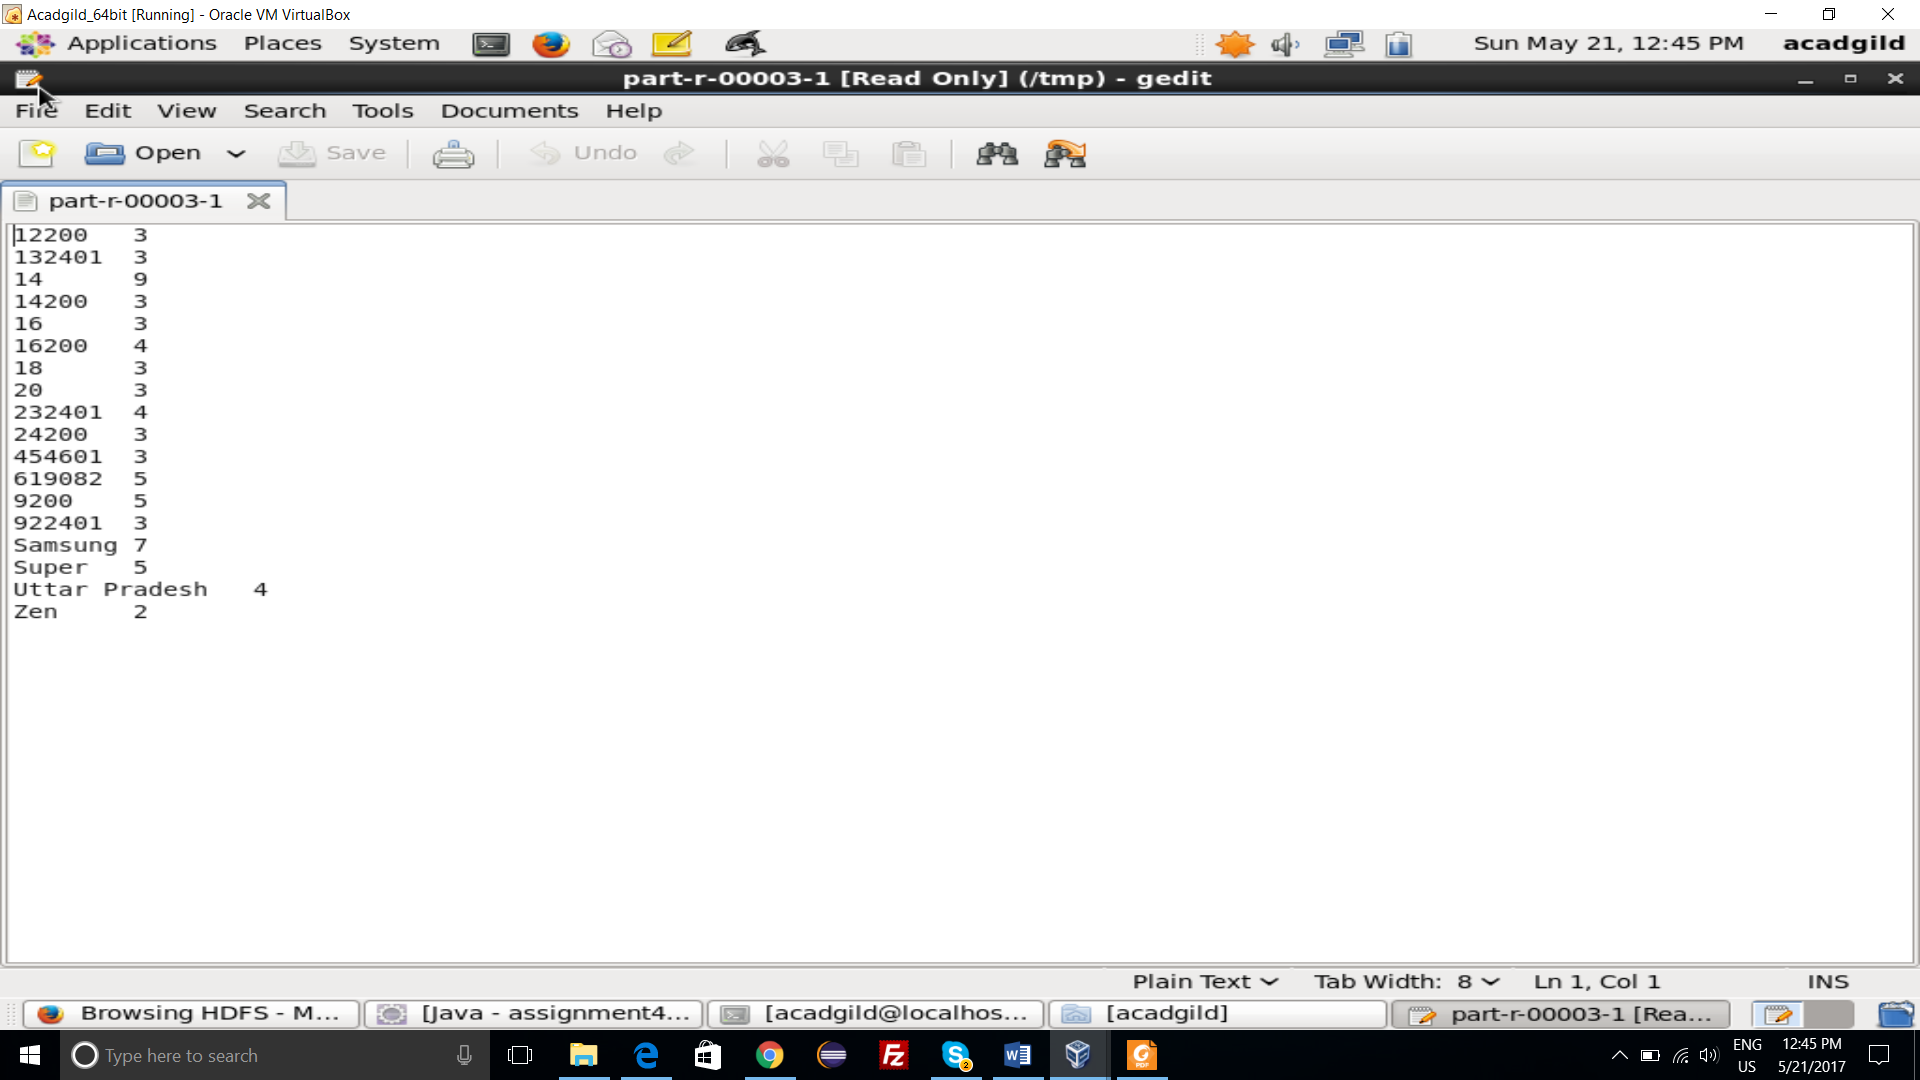 Acadgild_64bit [Running] - Oracle VM VirtualBox
Applications Places System Sun May 21, 12:45 PM acadgild
part-r-00003-1 [Read Only] (/tmp) - gedit
File Edit View Search Tools Documents Help
Open Save Undo
part-r-00003-1
12200 3
132401 3
14 9
14200 3
16 3
16200 4
18 3
20 3
232401 4
24200 3
454601 3
619082 5
9200 5
922401 3
Samsung 7
Super 5
Uttar Pradesh 4
Zen 2
Plain Text Tab Width: 8 Ln 1, Col 1 INS
Browsing HDFS - M... [Java - assignment4... [acadgild@localhos... [acadgild] part-r-00003-1 [Rea...
Type here to search ENG 12:45 PM
US 5/21/2017